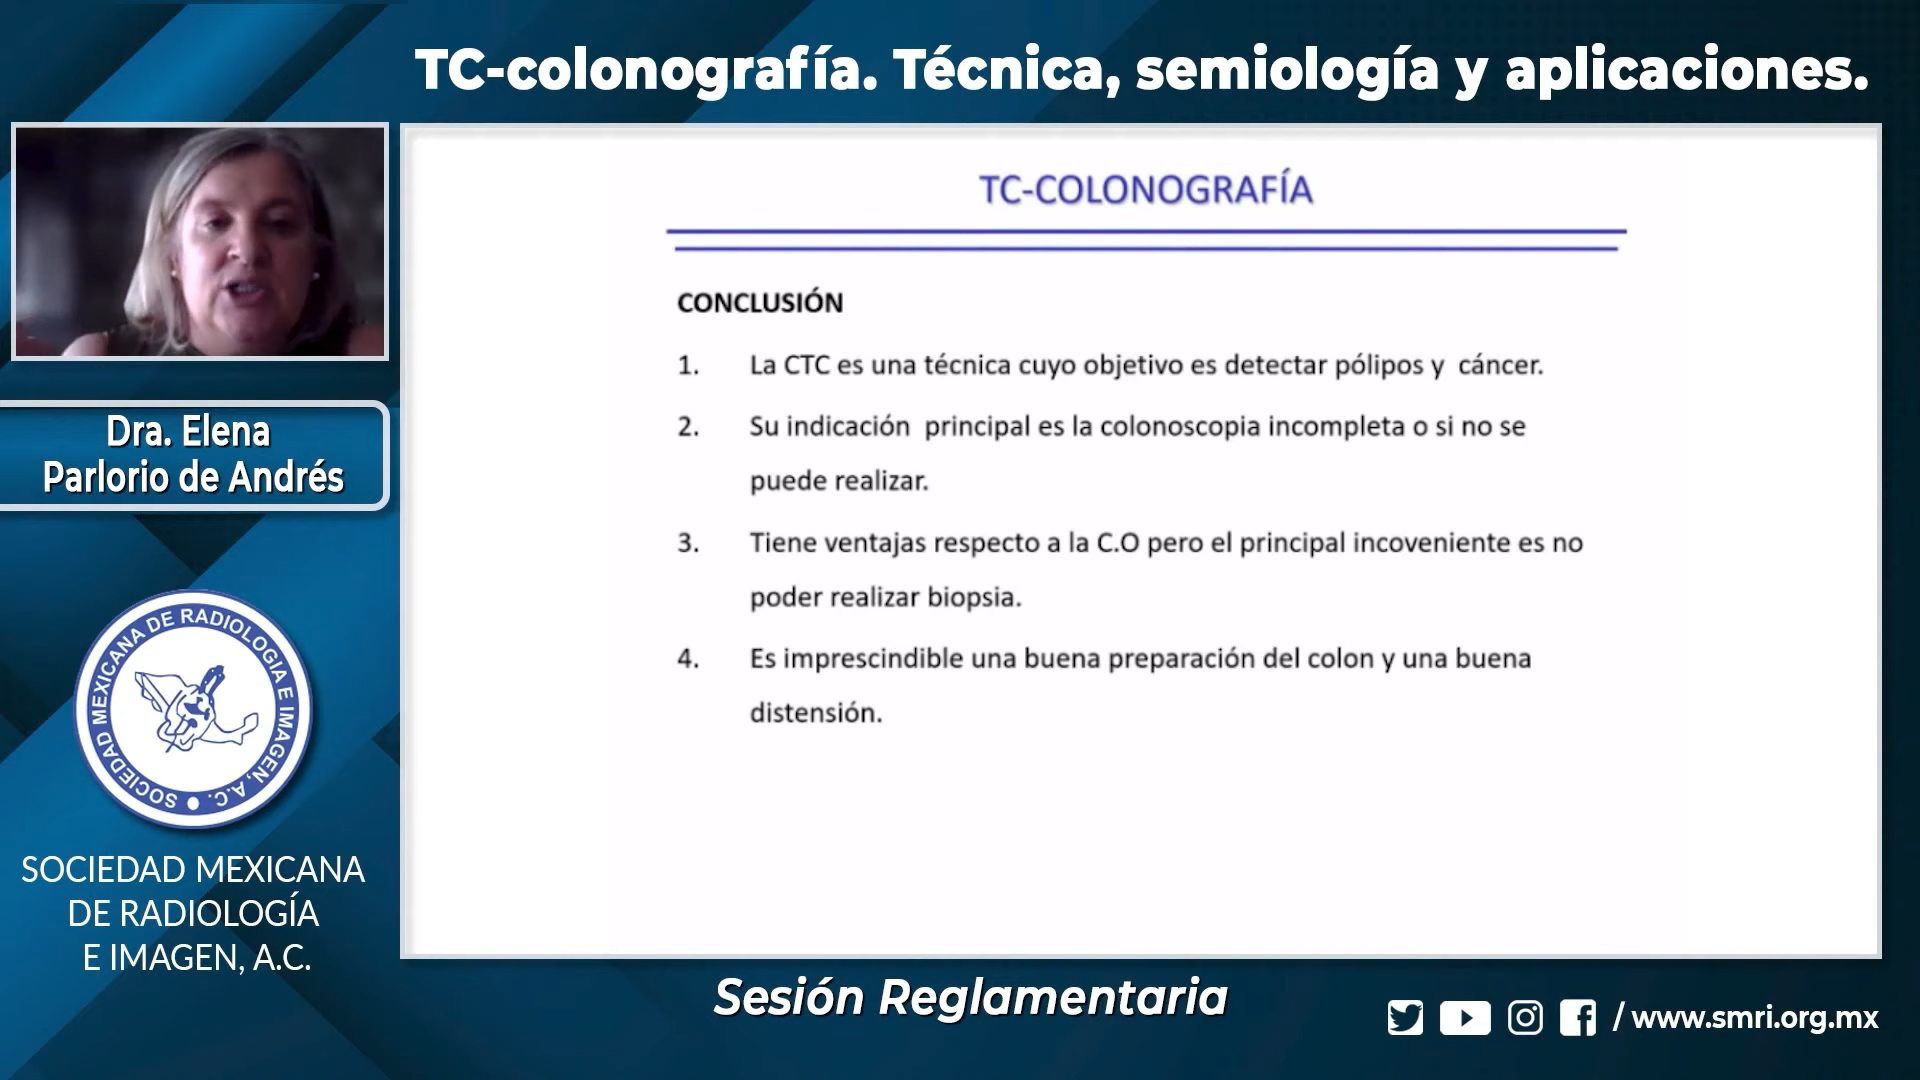 TC-colonografía. Técnica, semiología y aplicaciones.
Dra. Elena
Parlorio de Andrés
SOCIEDAD MEXICANA DE RADIOLOGIA E IMAGEN, A.C.
SOCIEDAD MEXICANA
DE RADIOLOGÍA
E IMAGEN, A.C.
TC-COLONOGRAFÍA
CONCLUSIÓN
1. La CTC es una técnica cuyo objetivo es detectar pólipos y cáncer.
2. Su indicación principal es la colonoscopia incompleta o si no se
puede realizar.
3. Tiene ventajas respecto a la C.O pero el principal incoveniente es no
poder realizar biopsia.
4. Es imprescindible una buena preparación del colon y una buena
distensión.
Sesión Reglamentaria
/ www.smri.org.mx